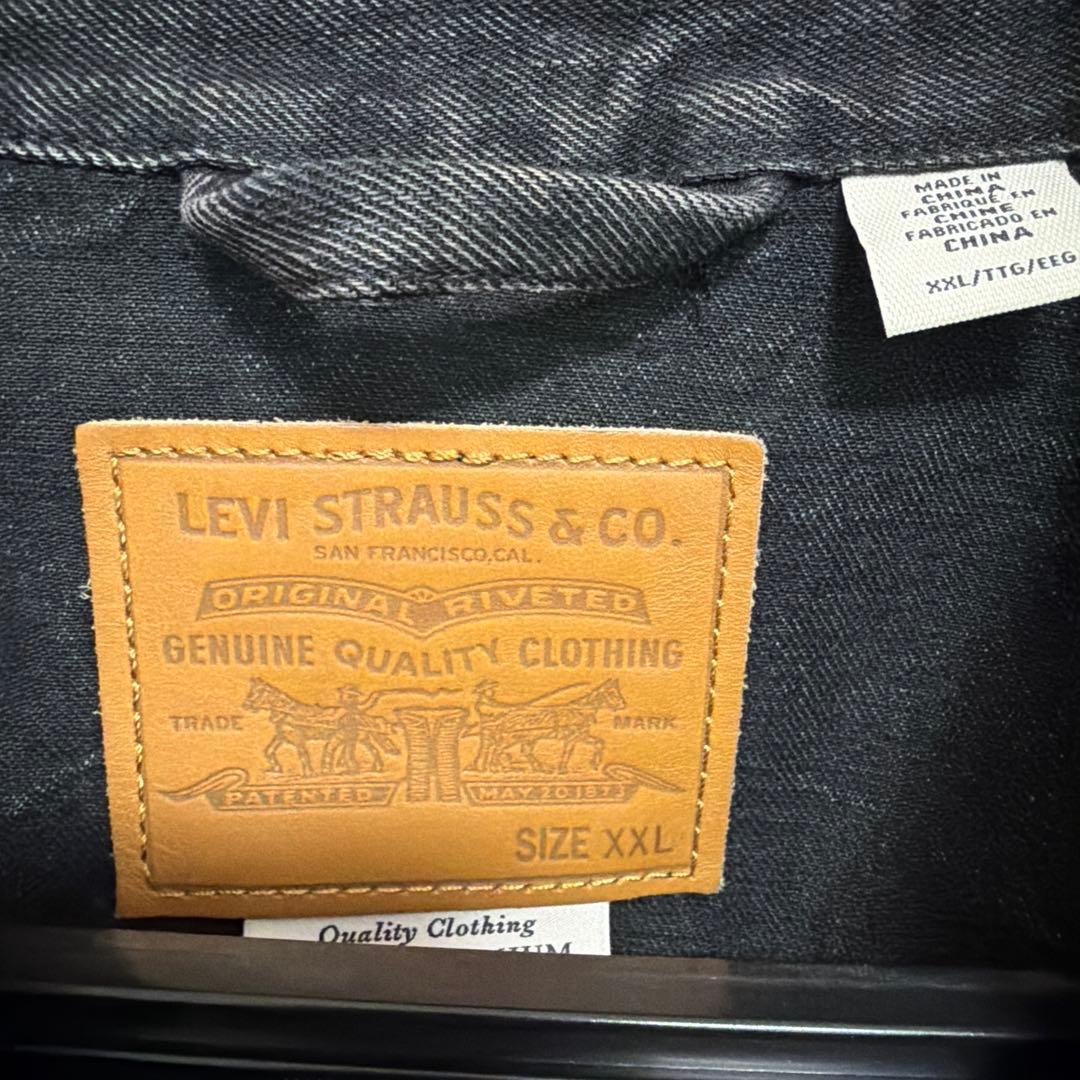 MADE IN
CHINA
FABRIQUÉ EN
CHINE
FABRICADO EN
CHINA
XXL/TTG/EEG
LEVI STRAUSS & CO.
SAN FRANCISCO, CAL.
ORIGINAL RIVETED
GENUINE QUALITY CLOTHING
TRADE MARK
PATENTED MAY 20 1873
SIZE XXL
Quality Clothing